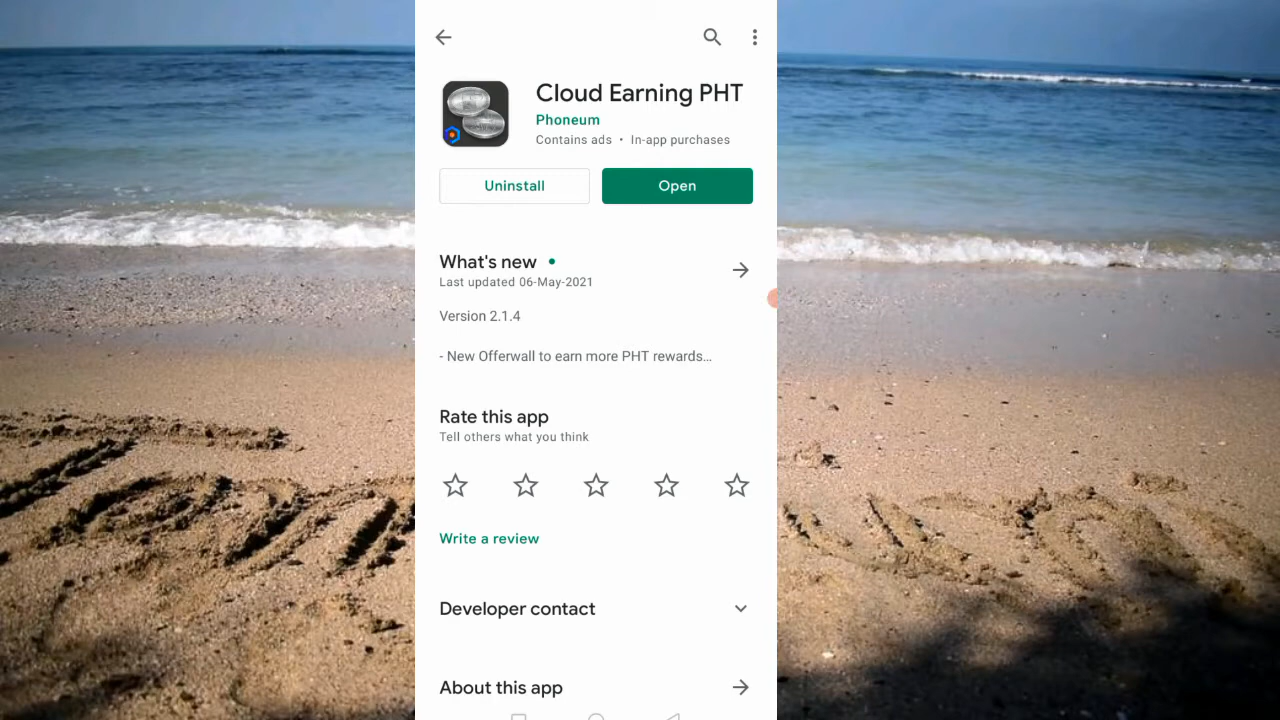 Cloud Earning PHT
Phoneum
Contains ads • In-app purchases
Uninstall
Open
What's new •
Last updated 06-May-2021
Version 2.1.4
- New Offerwall to earn more PHT rewards...
Rate this app
Tell others what you think
Write a review
Developer contact
About this app